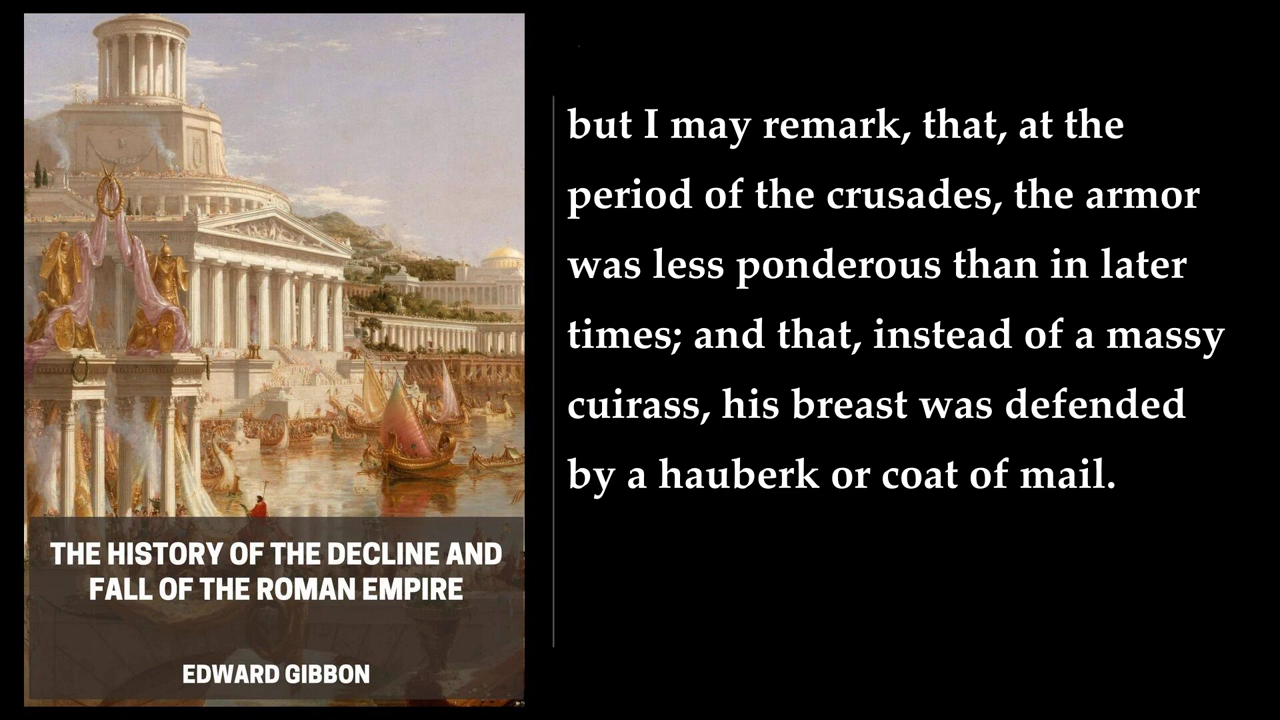 THE HISTORY OF THE DECLINE AND
FALL OF THE ROMAN EMPIRE
EDWARD GIBBON
but I may remark, that, at the
period of the crusades, the armor
was less ponderous than in later
times; and that, instead of a massy
cuirass, his breast was defended
by a hauberk or coat of mail.